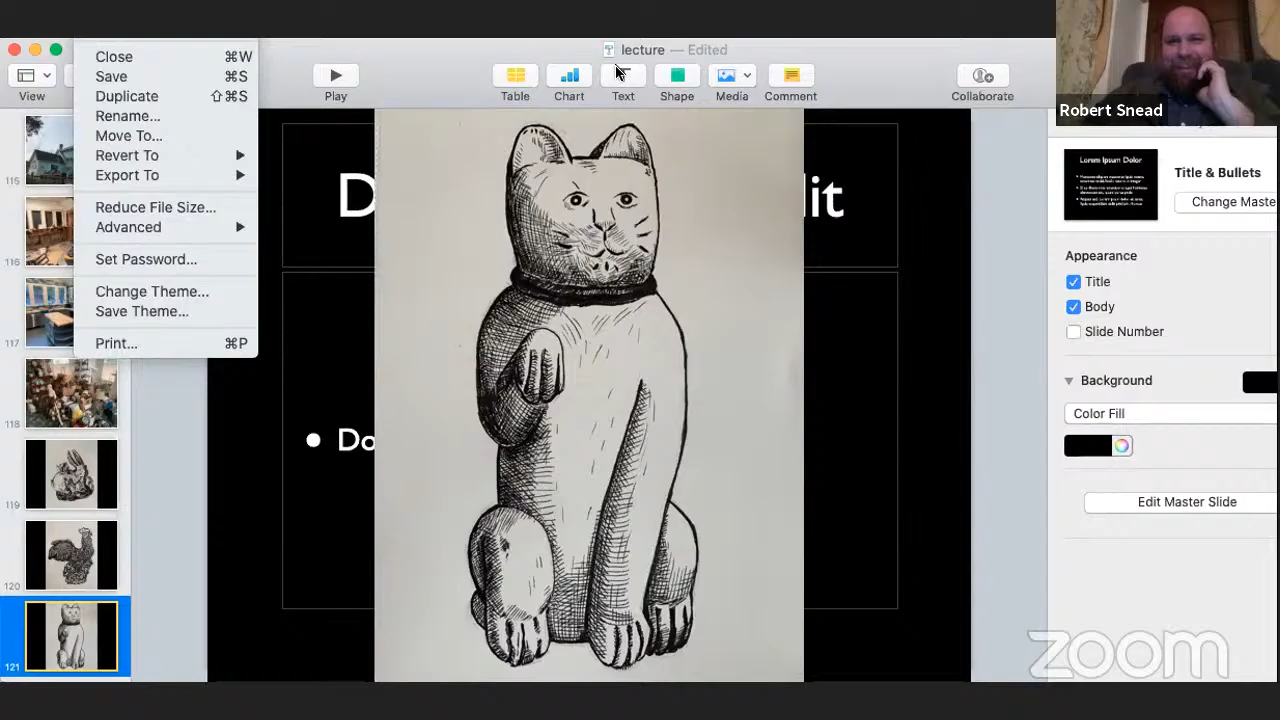 lecture — Edited
View
Play
Table
Chart
Text
Shape
Media
Comment
Collaborate
Robert Snead
Close ⌘W
Save ⌘S
Duplicate ⇧⌘S
Rename...
Move To...
Revert To
Export To
Reduce File Size...
Advanced
Set Password...
Change Theme...
Save Theme...
Print... ⌘P
115
116
117
118
119
120
121
D
lit
• Do
Lorem Ipsum Dolor
Title & Bullets
Change Maste
Appearance
Title
Body
Slide Number
Background
Color Fill
Edit Master Slide
zoom